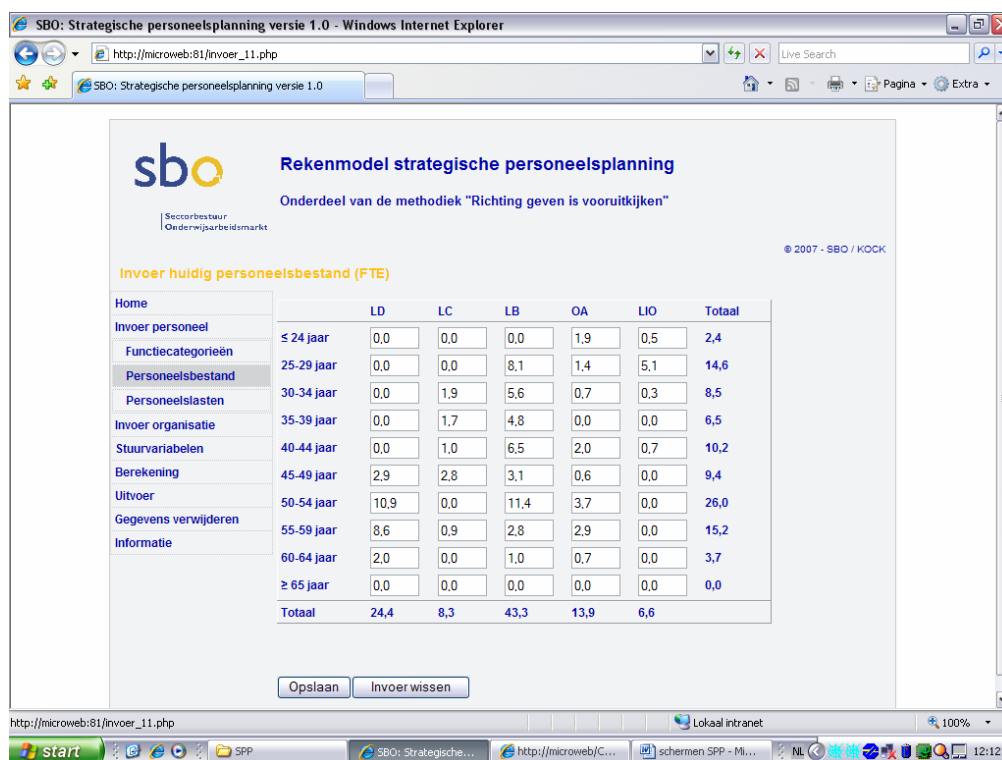 SBO: Strategische personeelsplanning versie 1.0 - Windows Internet Explorer
http://microweb:81/invoer_11.php
Live Search
SBO: Strategische personeelsplanning versie 1.0
Pagina
Extra
sbo
Sectorbestuur
Onderwijsarbeidsmarkt
Rekenmodel strategische personeelsplanning
Onderdeel van de methodiek "Richting geven is vooruitkijken"
© 2007 - SBO / KOCK
Invoer huidig personeelsbestand (FTE)
Home
Invoer personeel
Functiecategorieën
Personeelsbestand
Personeelslasten
Invoer organisatie
Stuurvariabelen
Berekening
Uitvoer
Gegevens verwijderen
Informatie
LD LC LB OA LIO Totaal
≤ 24 jaar 0,0 0,0 0,0 1,9 0,5 2,4
25-29 jaar 0,0 0,0 8,1 1,4 5,1 14,6
30-34 jaar 0,0 1,9 5,6 0,7 0,3 8,5
35-39 jaar 0,0 1,7 4,8 0,0 0,0 6,5
40-44 jaar 0,0 1,0 6,5 2,0 0,7 10,2
45-49 jaar 2,9 2,8 3,1 0,6 0,0 9,4
50-54 jaar 10,9 0,0 11,4 3,7 0,0 26,0
55-59 jaar 8,6 0,9 2,8 2,9 0,0 15,2
60-64 jaar 2,0 0,0 1,0 0,7 0,0 3,7
≥ 65 jaar 0,0 0,0 0,0 0,0 0,0 0,0
Totaal 24,4 8,3 43,3 13,9 6,6
Opslaan
Invoer wissen
http://microweb:81/invoer_11.php
Lokaal intranet
100%
start
SPP
SBO: Strategische...
http://microweb/C...
schermen SPP - Mi...
NL
12:12